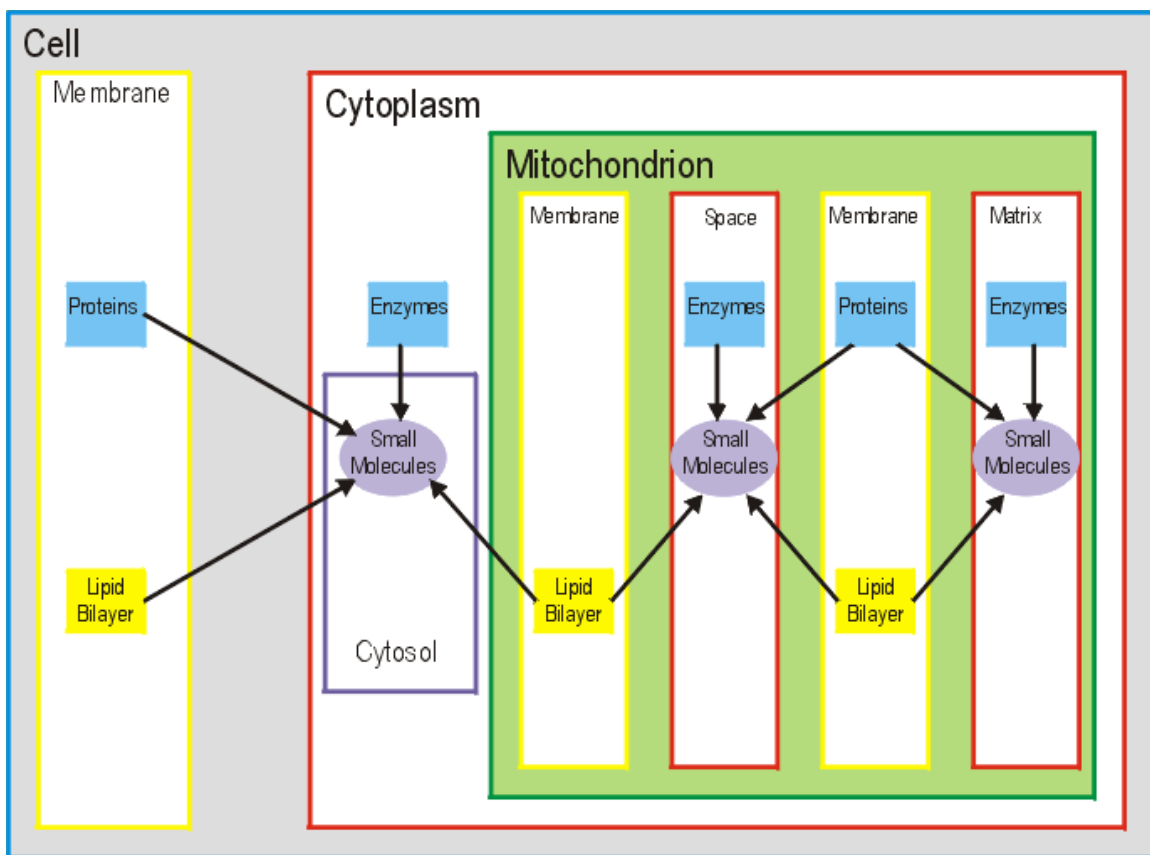 Cell
Membrane
Cytoplasm
Mitochondrion
Membrane
Space
Membrane
Matrix
Proteins
Enzymes
Enzymes
Proteins
Enzymes
Small
Molecules
Small
Molecules
Small
Molecules
Lipid
Bilayer
Lipid
Bilayer
Lipid
Bilayer
Cytosol